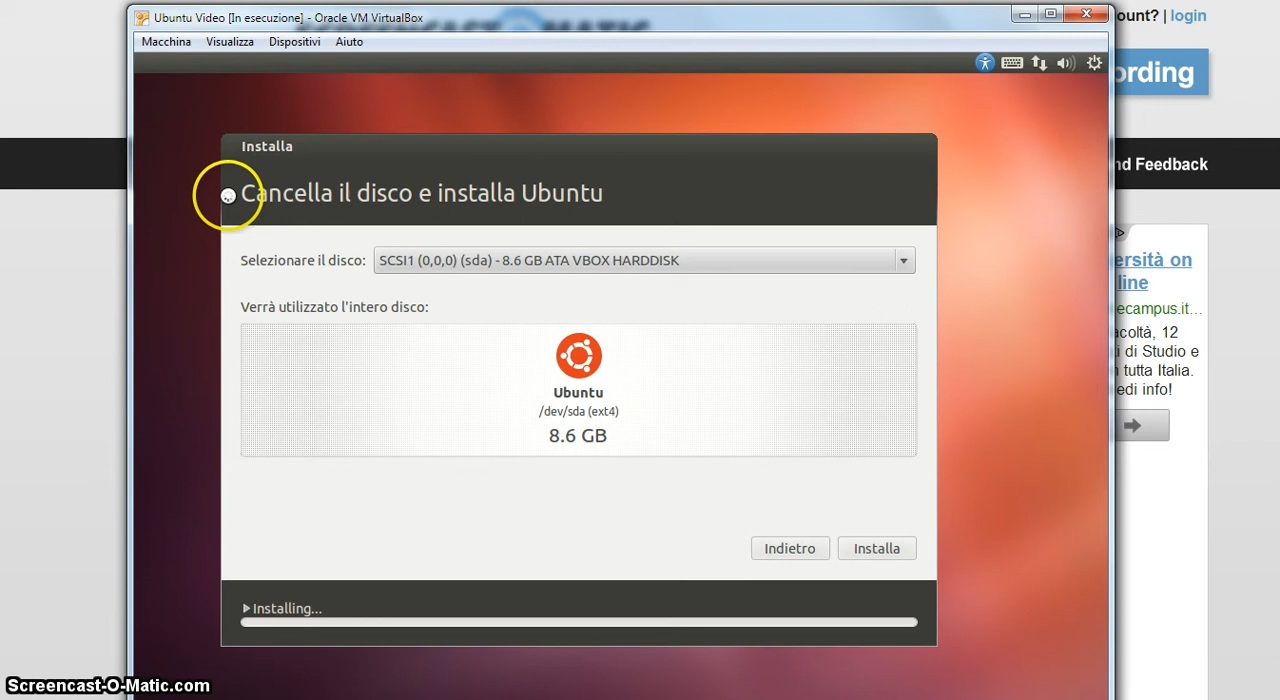 Ubuntu Video [In esecuzione] - Oracle VM VirtualBox
ount? | login
Macchina Visualizza Dispositivi Aiuto
ording
Installa
nd Feedback
Cancella il disco e installa Ubuntu
Selezionare il disco: SCSI1 (0,0,0) (sda) - 8.6 GB ATA VBOX HARDDISK
ersità on
line
Verrà utilizzato l'intero disco:
ecampus.it...
acoltà, 12
ti di Studio e
n tutta Italia.
edi info!
Ubuntu
/dev/sda (ext4)
8.6 GB
Indietro Installa
Installing...
Screencast-O-Matic.com